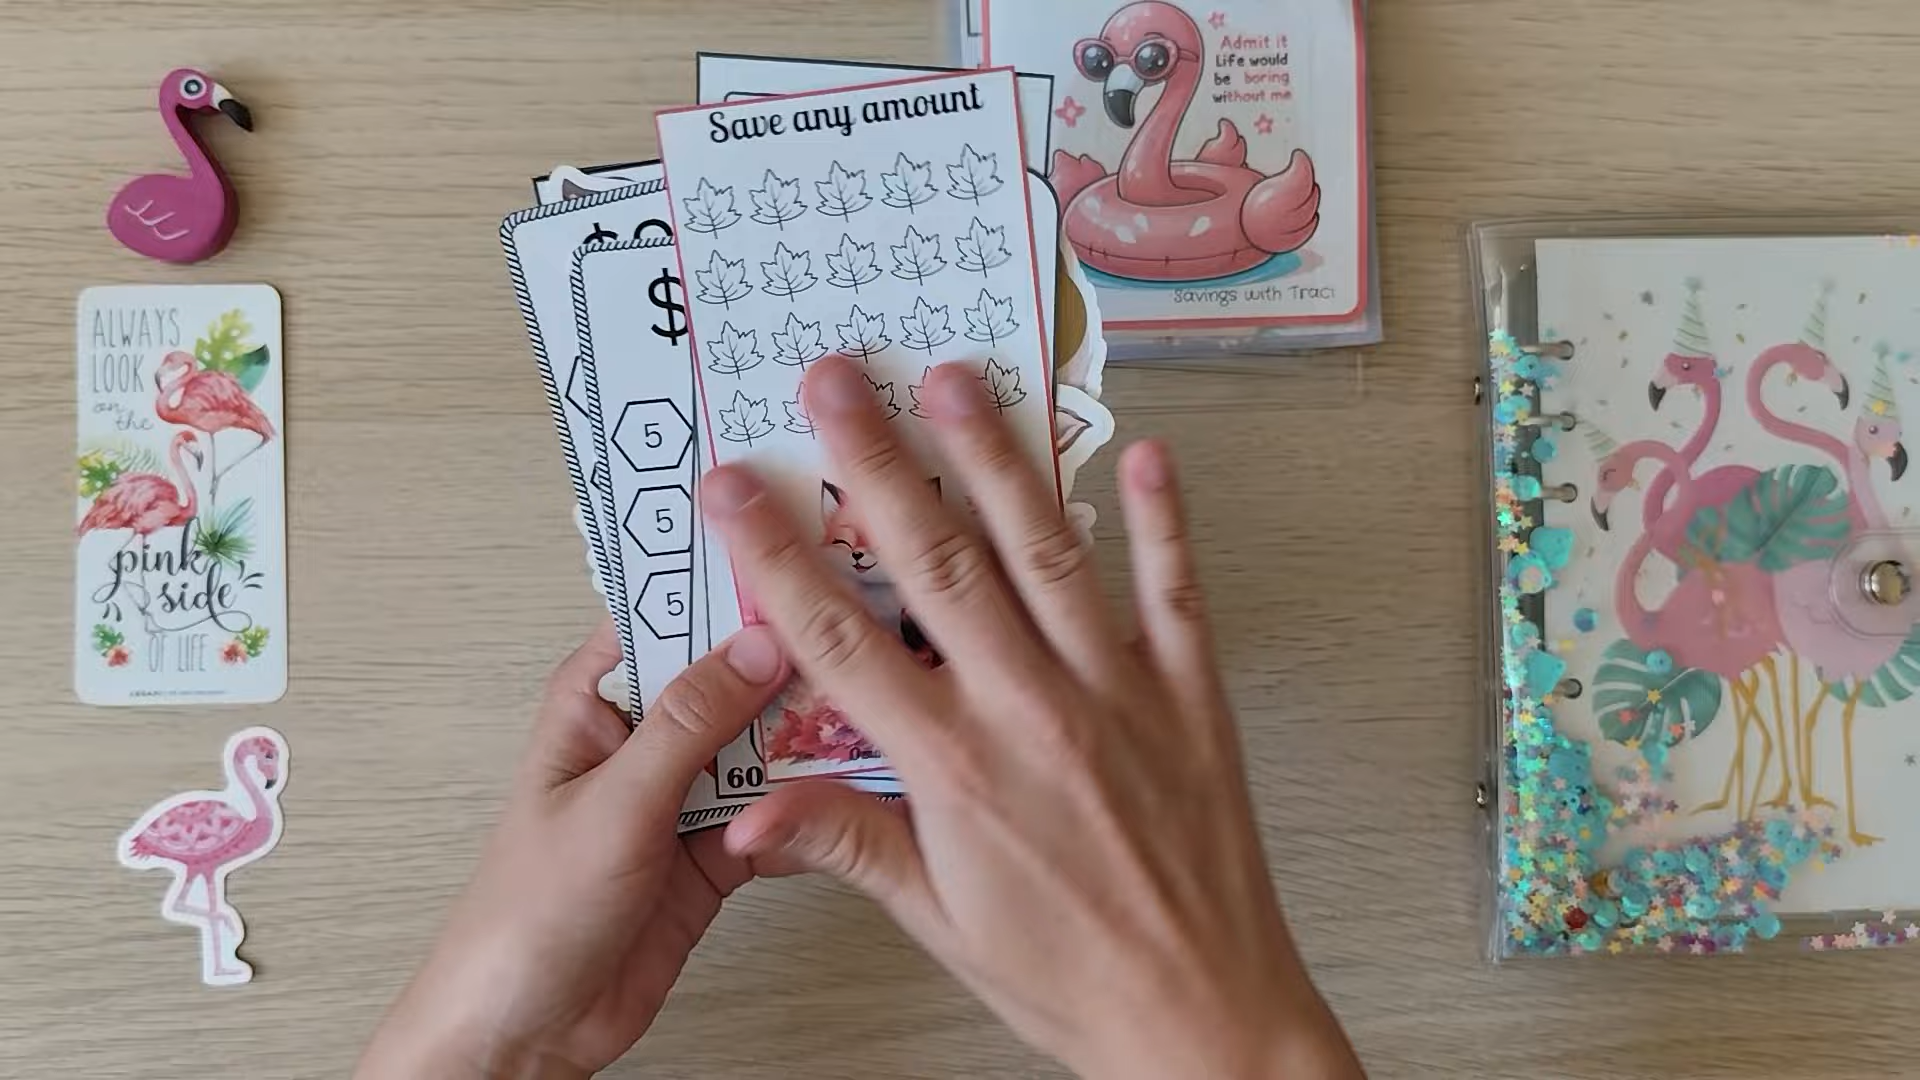 Save any amount
$
5
5
5
60
Admit it
Life would
be boring
without me
Savings with Traci
ALWAYS
LOOK
on
the
pink
side
OF LIFE